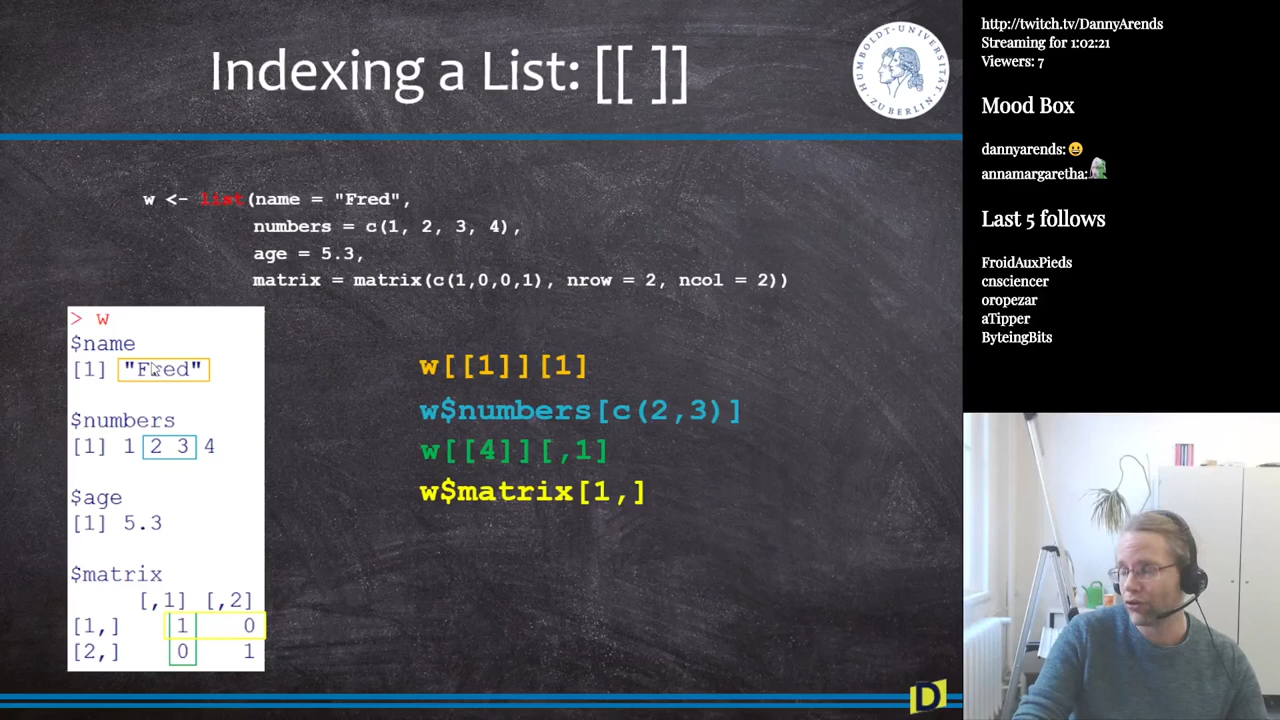 Indexing a List: [[ ]]
HUMBOLDT-UNIVERSITÄT ZU BERLIN
w <- list(name = "Fred",
numbers = c(1, 2, 3, 4),
age = 5.3,
matrix = matrix(c(1,0,0,1), nrow = 2, ncol = 2))
> w
$name
[1] "Fred"
$numbers
[1] 1 2 3 4
$age
[1] 5.3
$matrix
[,1] [,2]
[1,] 1 0
[2,] 0 1
w[[1]][1]
w$numbers[c(2,3)]
w[[4]][,1]
w$matrix[1,]
D
http://twitch.tv/DannyArends
Streaming for 1:02:21
Viewers: 7
Mood Box
dannyarends:
annamargaretha:
Last 5 follows
FroidAuxPieds
cnsciencer
oropezar
aTipper
ByteingBits